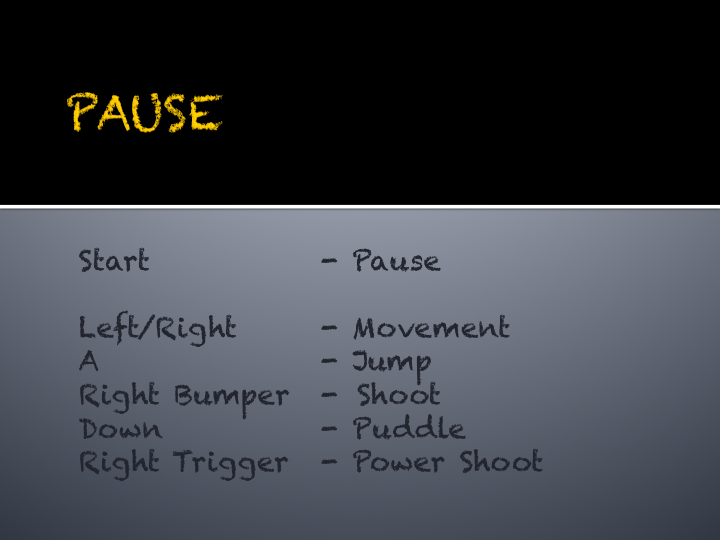 PAUSE
Start - Pause
Left/Right - Movement
A - Jump
Right Bumper - Shoot
Down - Puddle
Right Trigger - Power Shoot